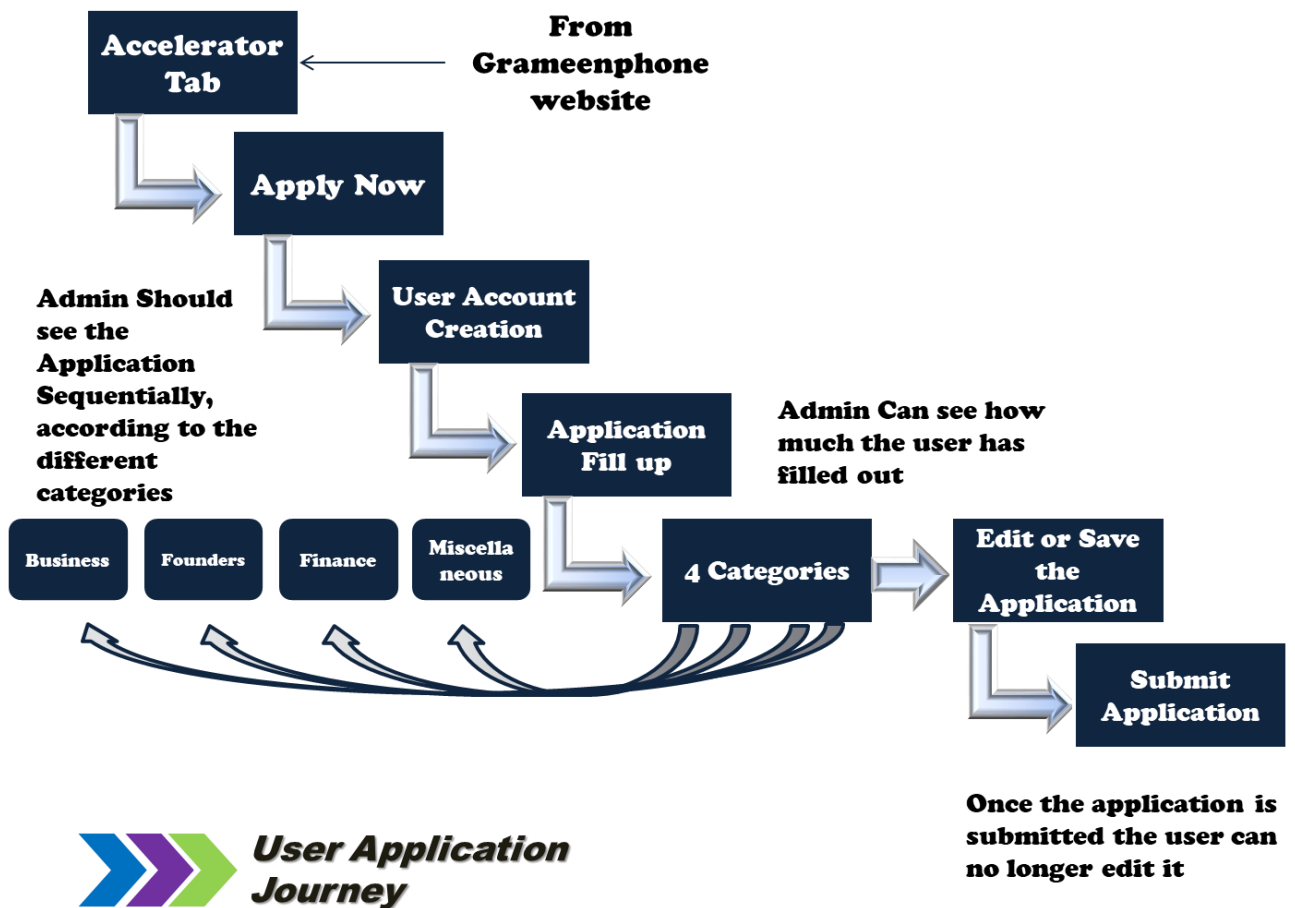 Accelerator
Tab
From
Grameenphone
website
Apply Now
User Account
Creation
Admin Should
see the
Application
Sequentially,
according to the
different
categories
Application
Fill up
Admin Can see how
much the user has
filled out
Business
Founders
Finance
Miscella
neous
4 Categories
Edit or Save
the
Application
Submit
Application
Once the application is
submitted the user can
no longer edit it
User Application
Journey